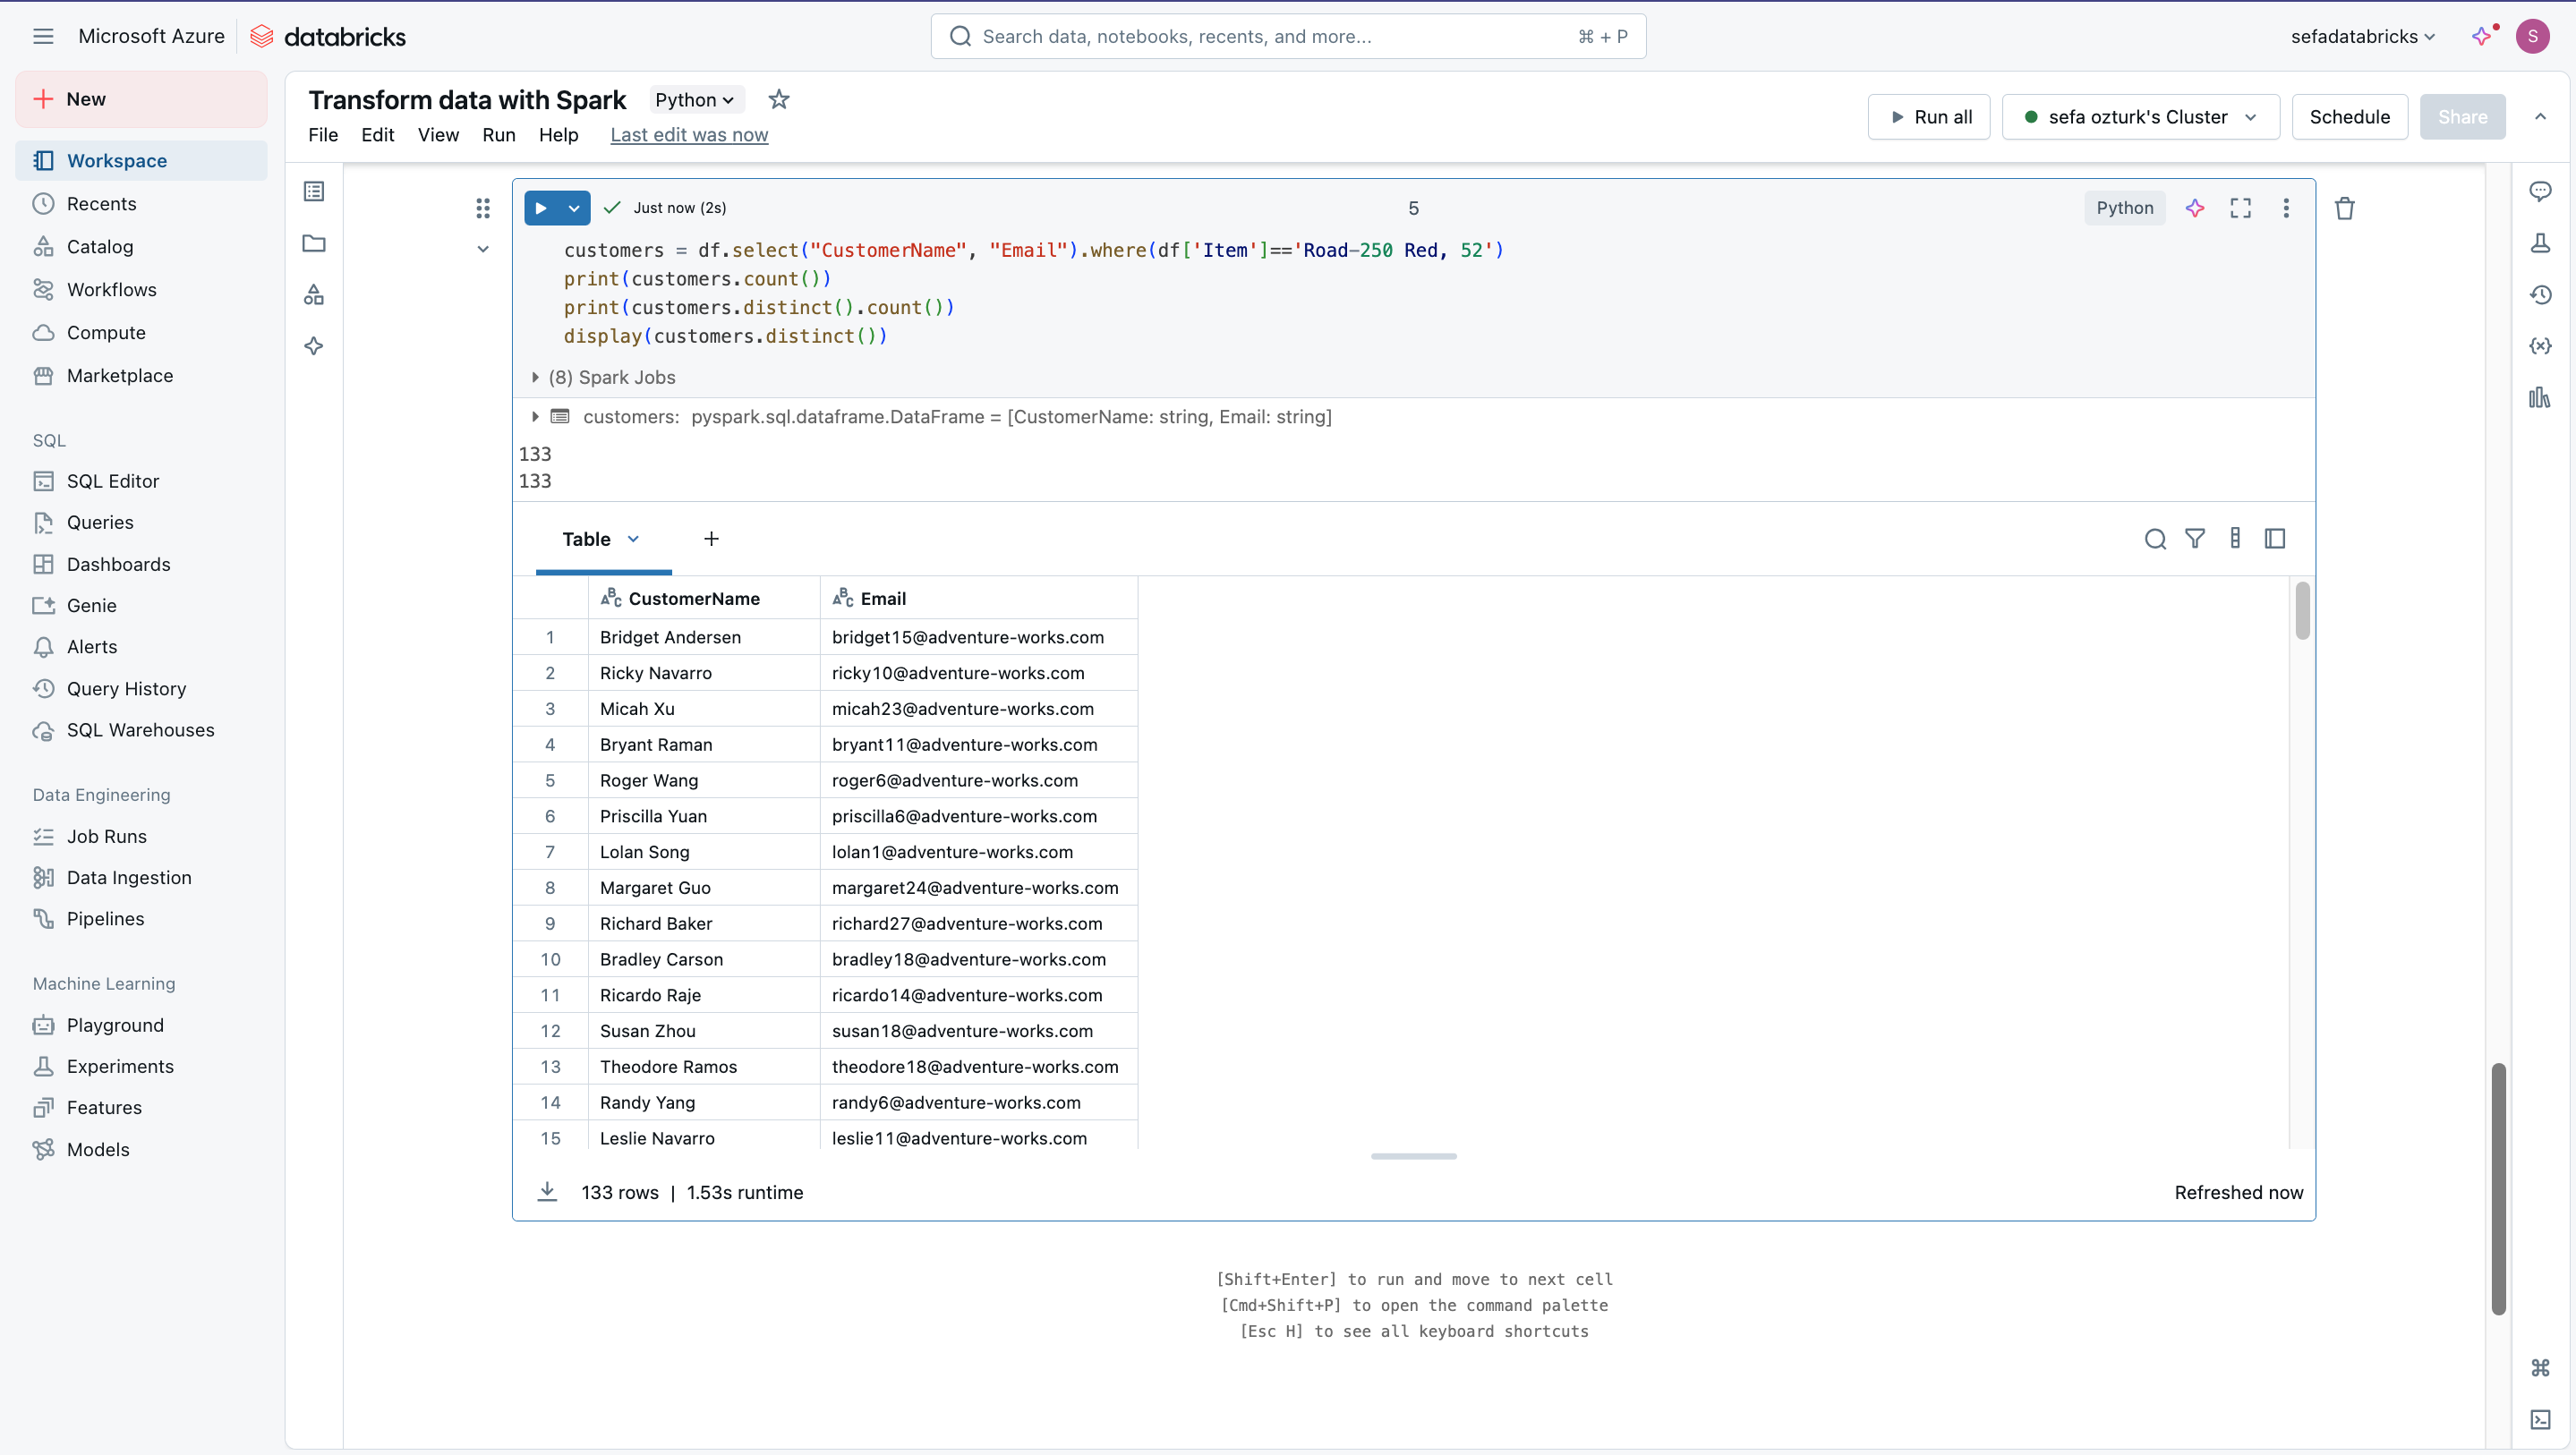 Microsoft Azure databricks
Search data, notebooks, recents, and more... ⌘ + P
sefadatabricks
S
New
Workspace
Recents
Catalog
Workflows
Compute
Marketplace
SQL
SQL Editor
Queries
Dashboards
Genie
Alerts
Query History
SQL Warehouses
Data Engineering
Job Runs
Data Ingestion
Pipelines
Machine Learning
Playground
Experiments
Features
Models
Transform data with Spark Python
File Edit View Run Help Last edit was now
Run all sefa ozturk's Cluster Schedule Share
Just now (2s) 5 Python
customers = df.select("CustomerName", "Email").where(df['Item']=='Road-250 Red, 52')
print(customers.count())
print(customers.distinct().count())
display(customers.distinct())
(8) Spark Jobs
customers: pyspark.sql.dataframe.DataFrame = [CustomerName: string, Email: string]
133
133
Table +
ABC CustomerName ABC Email
1 Bridget Andersen bridget15@adventure-works.com
2 Ricky Navarro ricky10@adventure-works.com
3 Micah Xu micah23@adventure-works.com
4 Bryant Raman bryant11@adventure-works.com
5 Roger Wang roger6@adventure-works.com
6 Priscilla Yuan priscilla6@adventure-works.com
7 Lolan Song lolan1@adventure-works.com
8 Margaret Guo margaret24@adventure-works.com
9 Richard Baker richard27@adventure-works.com
10 Bradley Carson bradley18@adventure-works.com
11 Ricardo Raje ricardo14@adventure-works.com
12 Susan Zhou susan18@adventure-works.com
13 Theodore Ramos theodore18@adventure-works.com
14 Randy Yang randy6@adventure-works.com
15 Leslie Navarro leslie11@adventure-works.com
133 rows | 1.53s runtime Refreshed now
[Shift+Enter] to run and move to next cell
[Cmd+Shift+P] to open the command palette
[Esc H] to see all keyboard shortcuts